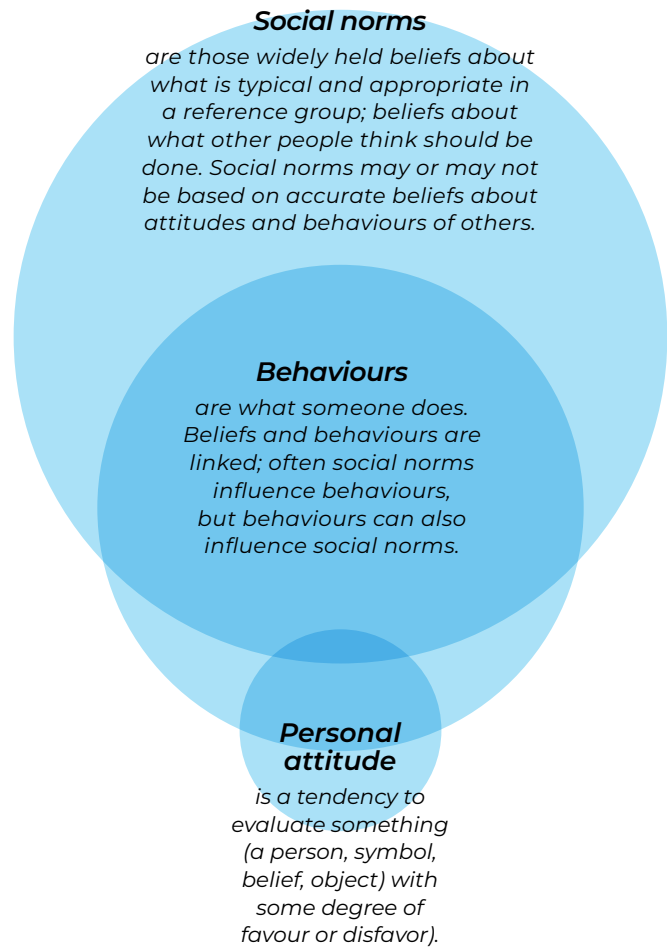 Social norms
are those widely held beliefs about
what is typical and appropriate in
a reference group; beliefs about
what other people think should be
done. Social norms may or may not
be based on accurate beliefs about
attitudes and behaviours of others.
Behaviours
are what someone does.
Beliefs and behaviours are
linked; often social norms
influence behaviours,
but behaviours can also
influence social norms.
Personal
attitude
is a tendency to
evaluate something
(a person, symbol,
belief, object) with
some degree of
favour or disfavor).